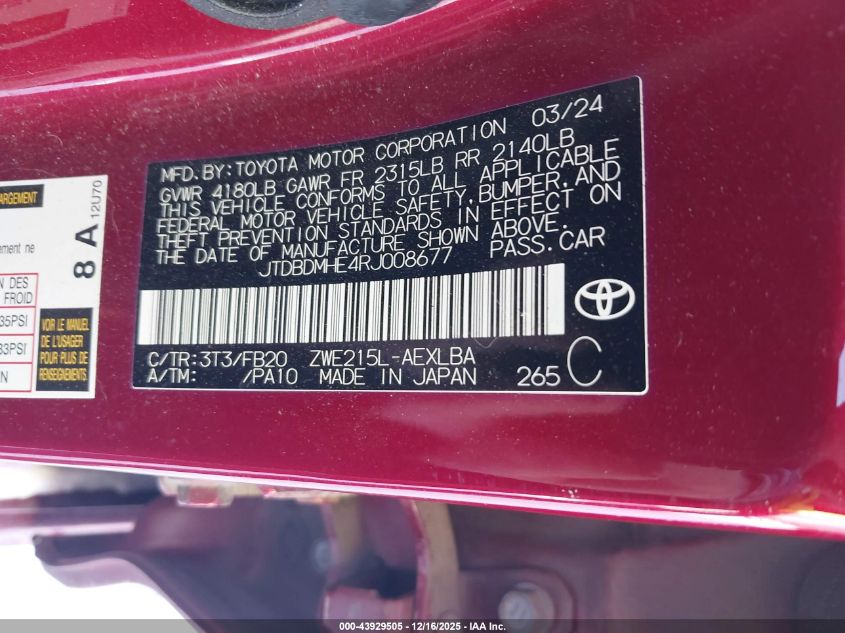 MFD. BY: TOYOTA MOTOR CORPORATION 03/24
GVWR 4180LB GAWR FR 2315LB RR 2140LB
THIS VEHICLE CONFORMS TO ALL APPLICABLE
FEDERAL MOTOR VEHICLE SAFETY, BUMPER, AND
THEFT PREVENTION STANDARDS IN EFFECT ON
THE DATE OF MANUFACTURE SHOWN ABOVE.
JTDBDMHE4RJ008677 PASS. CAR
C/TR: 3T3/FB20 ZWE215L-AEXLBA
A/TM: /PA10 MADE IN JAPAN 265 C
ARGEMENT
8 A 12U70
ement ne
N DES
FROID
35PSI
33PSI
N
VOIR LE MANUEL
DU PROPRIÉTAIRE
POUR PLUS DE
RENSEIGNEMENTS
000-43929505 - 12/16/2025 - IAA Inc.